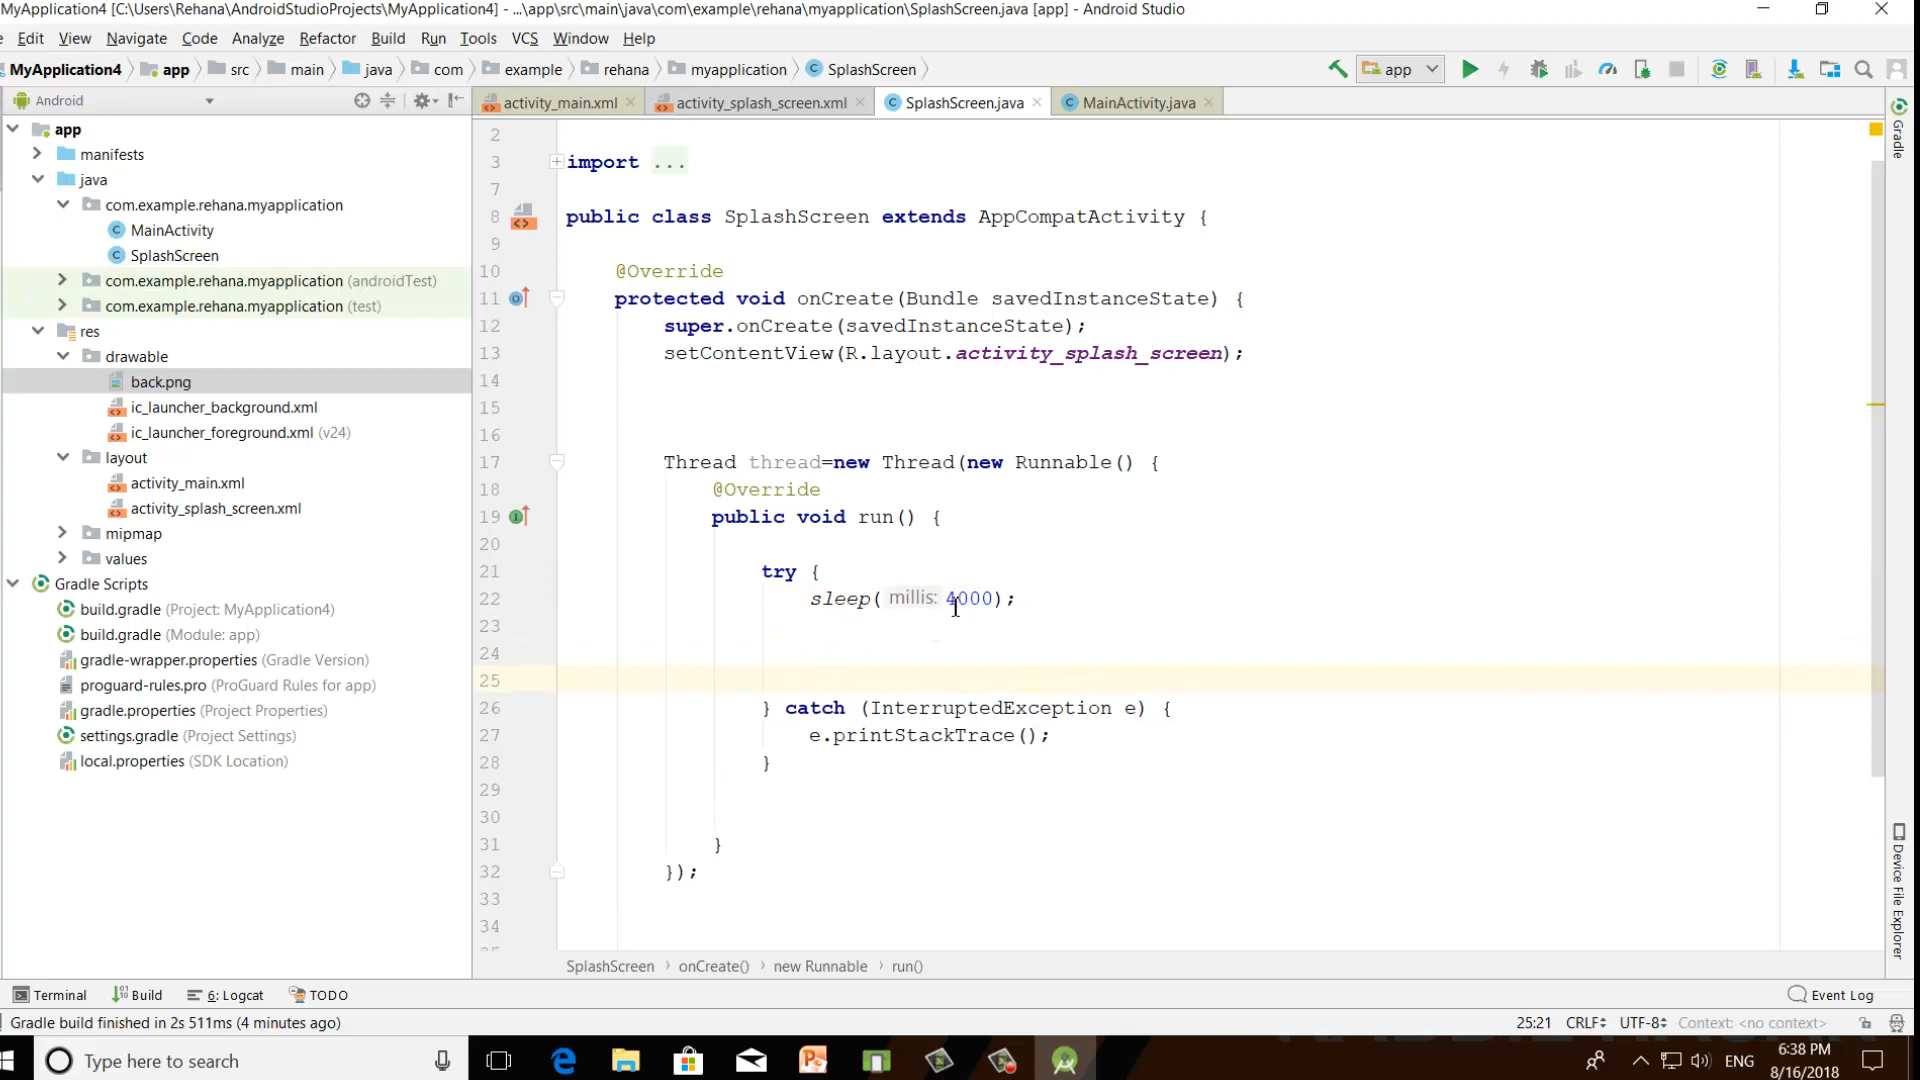 MyApplication4 [C:\Users\Rehana\AndroidStudioProjects\MyApplication4] - ...\app\src\main\java\com\example\rehana\myapplication\SplashScreen.java [app] - Android Studio
Edit View Navigate Code Analyze Refactor Build Run Tools VCS Window Help
MyApplication4 app src main java com example rehana myapplication SplashScreen app
Android
activity_main.xml activity_splash_screen.xml SplashScreen.java MainActivity.java
app
manifests
java
com.example.rehana.myapplication
MainActivity
SplashScreen
com.example.rehana.myapplication (androidTest)
com.example.rehana.myapplication (test)
res
drawable
back.png
ic_launcher_background.xml
ic_launcher_foreground.xml (v24)
layout
activity_main.xml
activity_splash_screen.xml
mipmap
values
Gradle Scripts
build.gradle (Project: MyApplication4)
build.gradle (Module: app)
gradle-wrapper.properties (Gradle Version)
proguard-rules.pro (ProGuard Rules for app)
gradle.properties (Project Properties)
settings.gradle (Project Settings)
local.properties (SDK Location)
2
3 import ...
7
8 public class SplashScreen extends AppCompatActivity {
9
10 @Override
11 protected void onCreate(Bundle savedInstanceState) {
12 super.onCreate(savedInstanceState);
13 setContentView(R.layout.activity_splash_screen);
14
15
16
17 Thread thread=new Thread(new Runnable() {
18 @Override
19 public void run() {
20
21 try {
22 sleep( millis: 4000);
23
24
25
26 } catch (InterruptedException e) {
27 e.printStackTrace();
28 }
29
30
31 }
32 });
33
34
SplashScreen onCreate() new Runnable run()
Gradle
Device File Explorer
Terminal Build 6: Logcat TODO Event Log
Gradle build finished in 2s 511ms (4 minutes ago) 25:21 CRLF UTF-8 Context: <no context>
Type here to search
ENG
6:38 PM
8/16/2018